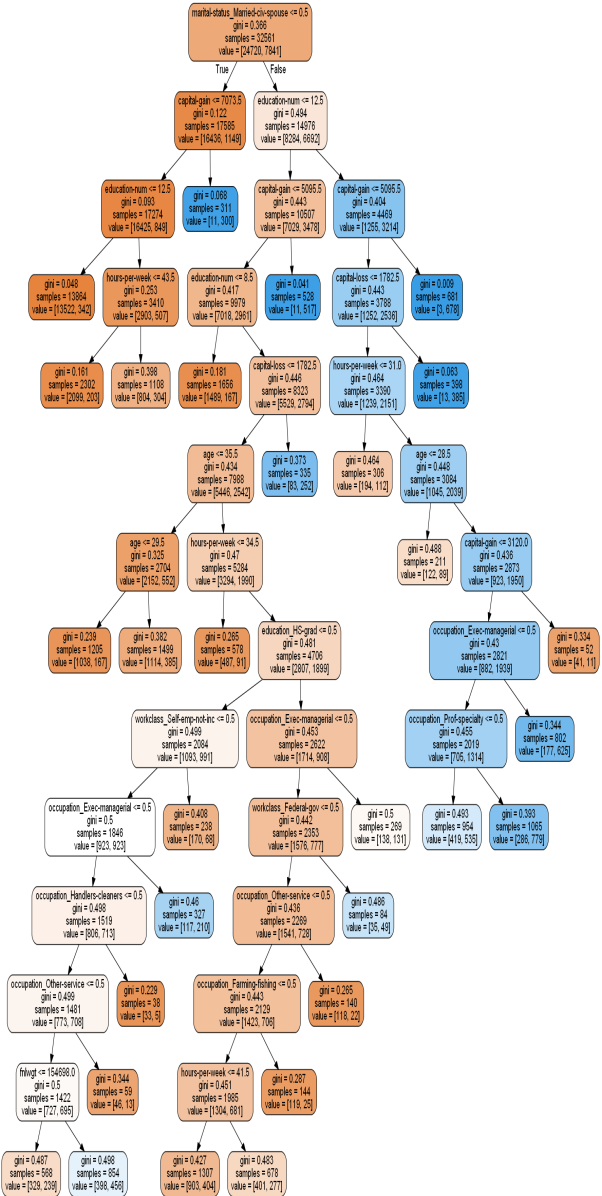 marital-status_Married-civ-spouse <= 0.5
gini = 0.366
samples = 32561
value = [24720, 7841]
True
False
capital-gain <= 7073.5
gini = 0.122
samples = 17585
value = [16436, 1149]
education-num <= 12.5
gini = 0.494
samples = 14976
value = [8284, 6692]
education-num <= 12.5
gini = 0.093
samples = 17274
value = [16425, 849]
gini = 0.068
samples = 311
value = [11, 300]
capital-gain <= 5095.5
gini = 0.443
samples = 10507
value = [7029, 3478]
capital-gain <= 5095.5
gini = 0.404
samples = 4469
value = [1255, 3214]
gini = 0.048
samples = 13864
value = [13522, 342]
hours-per-week <= 43.5
gini = 0.253
samples = 3410
value = [2903, 507]
education-num <= 8.5
gini = 0.417
samples = 9979
value = [7018, 2961]
gini = 0.041
samples = 528
value = [11, 517]
capital-loss <= 1782.5
gini = 0.443
samples = 3788
value = [1252, 2536]
gini = 0.009
samples = 681
value = [3, 678]
gini = 0.161
samples = 2302
value = [2099, 203]
gini = 0.398
samples = 1108
value = [804, 304]
gini = 0.181
samples = 1656
value = [1489, 167]
capital-loss <= 1782.5
gini = 0.446
samples = 8323
value = [5529, 2794]
hours-per-week <= 31.0
gini = 0.464
samples = 3390
value = [1239, 2151]
gini = 0.063
samples = 398
value = [13, 385]
age <= 35.5
gini = 0.434
samples = 7988
value = [5446, 2542]
gini = 0.373
samples = 335
value = [83, 252]
gini = 0.464
samples = 306
value = [194, 112]
age <= 28.5
gini = 0.448
samples = 3084
value = [1045, 2039]
age <= 29.5
gini = 0.325
samples = 2704
value = [2152, 552]
hours-per-week <= 34.5
gini = 0.47
samples = 5284
value = [3294, 1990]
gini = 0.488
samples = 211
value = [122, 89]
capital-gain <= 3120.0
gini = 0.436
samples = 2873
value = [923, 1950]
gini = 0.239
samples = 1205
value = [1038, 167]
gini = 0.382
samples = 1499
value = [1114, 385]
gini = 0.265
samples = 578
value = [487, 91]
education_HS-grad <= 0.5
gini = 0.481
samples = 4706
value = [2807, 1899]
occupation_Exec-managerial <= 0.5
gini = 0.43
samples = 2821
value = [882, 1939]
gini = 0.334
samples = 52
value = [41, 11]
workclass_Self-emp-not-inc <= 0.5
gini = 0.499
samples = 2084
value = [1093, 991]
occupation_Exec-managerial <= 0.5
gini = 0.453
samples = 2622
value = [1714, 908]
occupation_Prof-specialty <= 0.5
gini = 0.455
samples = 2019
value = [705, 1314]
gini = 0.344
samples = 802
value = [177, 625]
occupation_Exec-managerial <= 0.5
gini = 0.5
samples = 1846
value = [923, 923]
gini = 0.408
samples = 238
value = [170, 68]
workclass_Federal-gov <= 0.5
gini = 0.442
samples = 2353
value = [1576, 777]
gini = 0.5
samples = 269
value = [138, 131]
gini = 0.493
samples = 954
value = [419, 535]
gini = 0.393
samples = 1065
value = [286, 779]
occupation_Handlers-cleaners <= 0.5
gini = 0.498
samples = 1519
value = [806, 713]
gini = 0.46
samples = 327
value = [117, 210]
occupation_Other-service <= 0.5
gini = 0.436
samples = 2269
value = [1541, 728]
gini = 0.486
samples = 84
value = [35, 49]
occupation_Other-service <= 0.5
gini = 0.499
samples = 1481
value = [773, 708]
gini = 0.229
samples = 38
value = [33, 5]
occupation_Farming-fishing <= 0.5
gini = 0.443
samples = 2129
value = [1423, 706]
gini = 0.265
samples = 140
value = [118, 22]
fnlwgt <= 154698.0
gini = 0.5
samples = 1422
value = [727, 695]
gini = 0.344
samples = 59
value = [46, 13]
hours-per-week <= 41.5
gini = 0.451
samples = 1985
value = [1304, 681]
gini = 0.287
samples = 144
value = [119, 25]
gini = 0.487
samples = 568
value = [329, 239]
gini = 0.498
samples = 854
value = [398, 456]
gini = 0.427
samples = 1307
value = [903, 404]
gini = 0.483
samples = 678
value = [401, 277]